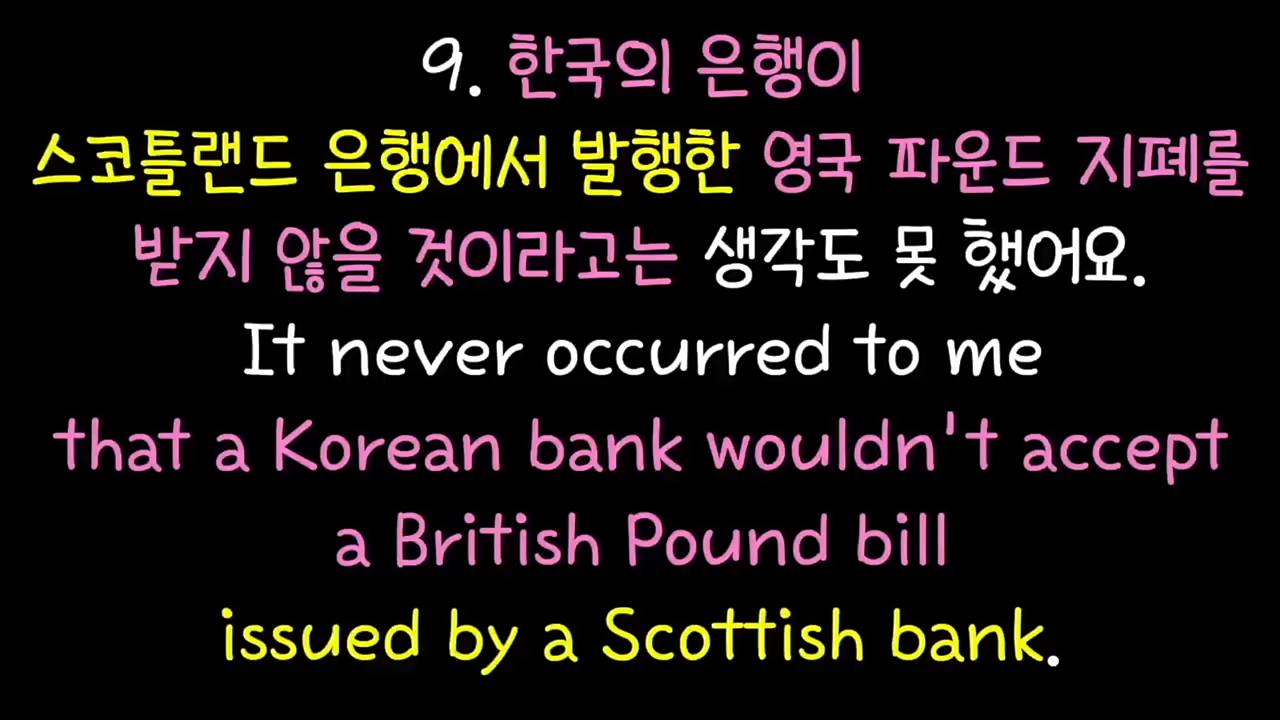 9. 한국의 은행이
스코틀랜드 은행에서 발행한 영국 파운드 지폐를
받지 않을 것이라고는 생각도 못 했어요.
It never occurred to me
that a Korean bank wouldn't accept
a British Pound bill
issued by a Scottish bank.